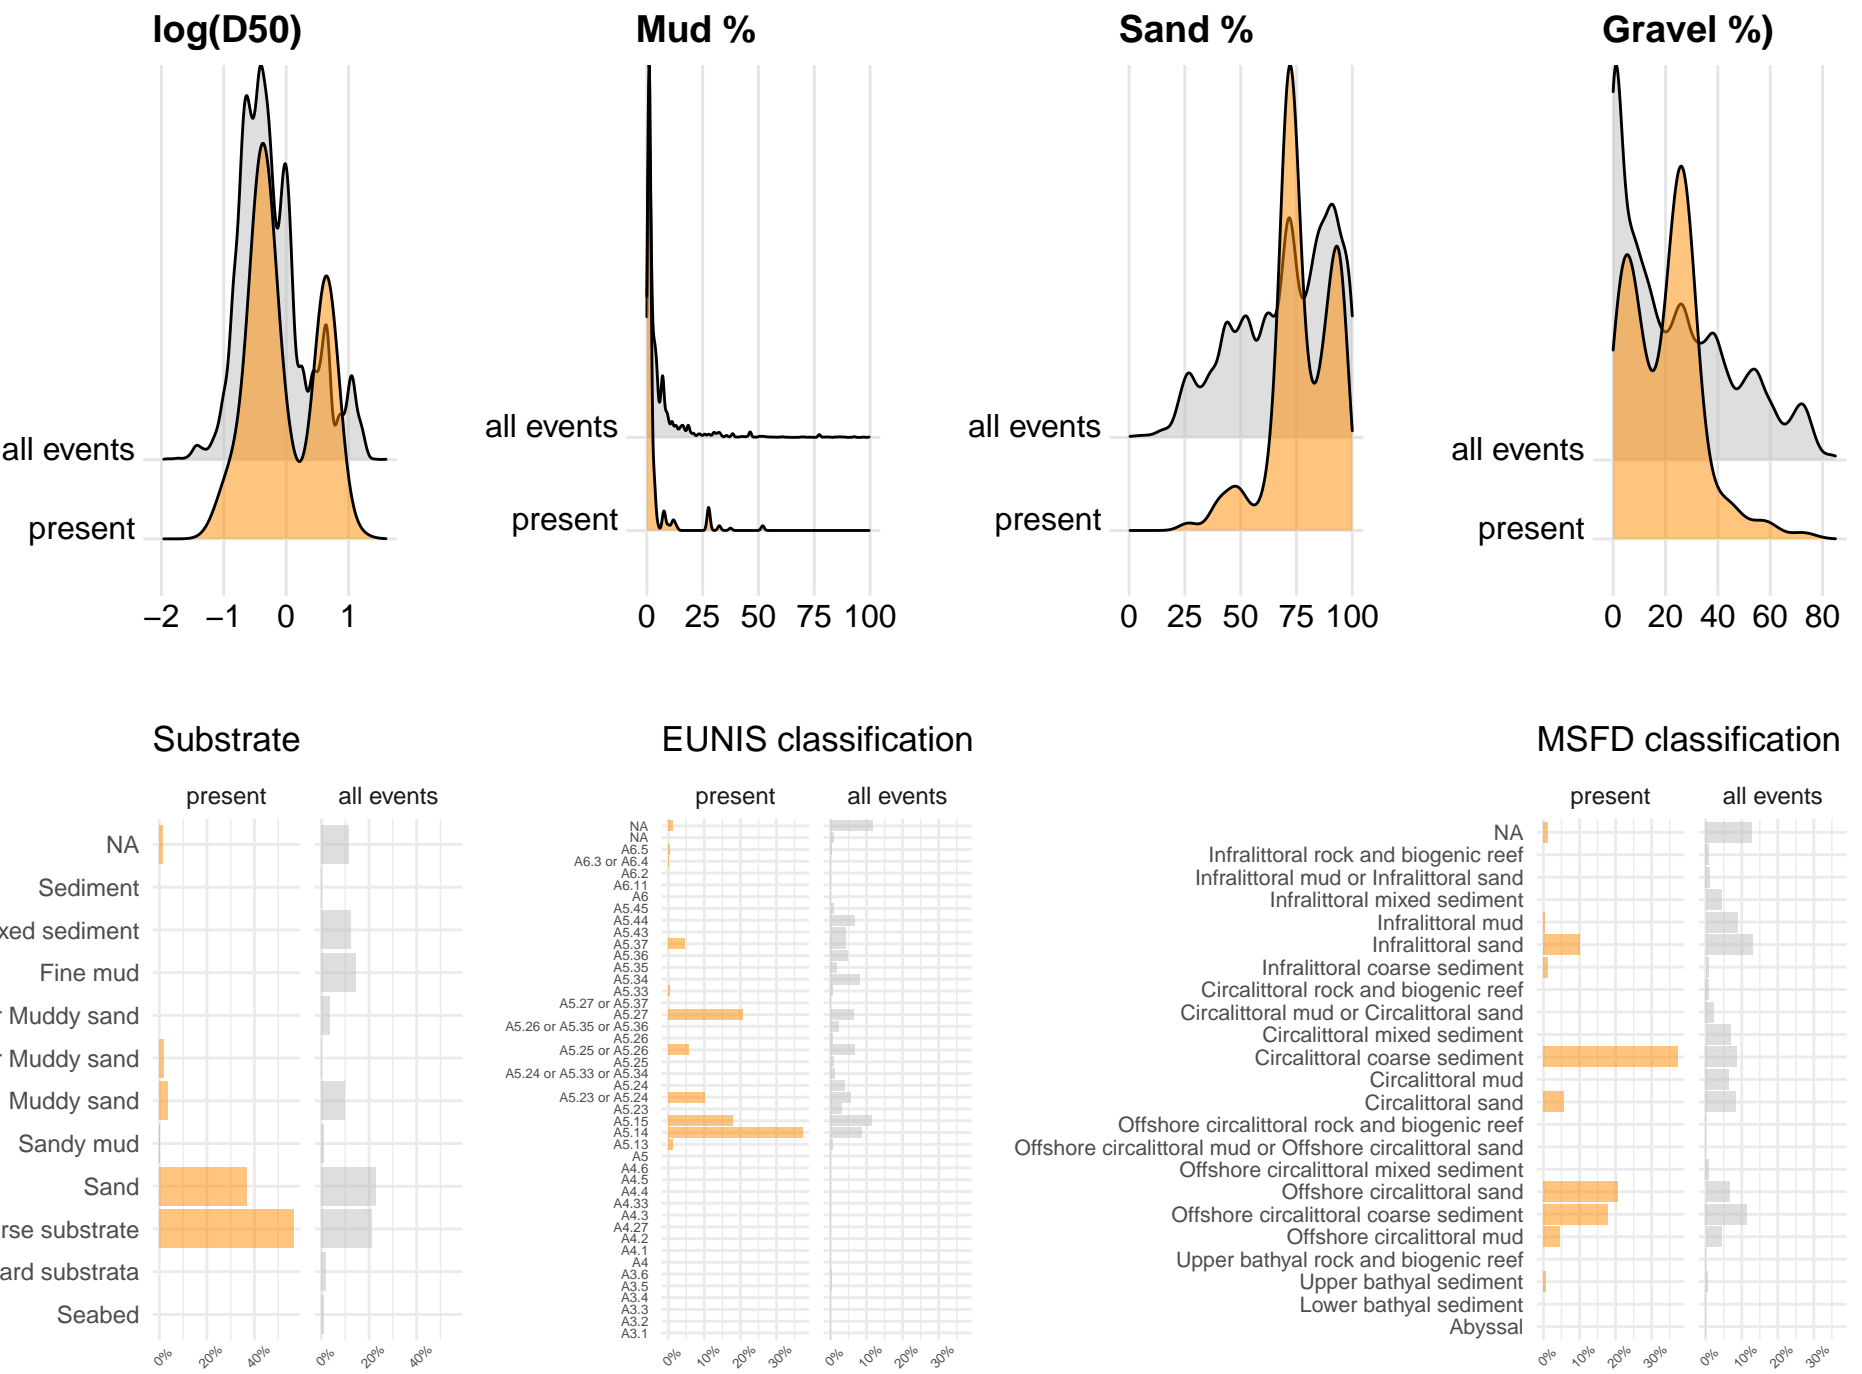 log(D50)
Mud %
Sand %
Gravel %)
all events
present
−2 −1 0 1
all events
present
0 25 50 75 100
all events
present
0 25 50 75 100
all events
present
0 20 40 60 80
Substrate
present all events
NA
Sediment
xed sediment
Fine mud
r Muddy sand
r Muddy sand
Muddy sand
Sandy mud
Sand
rse substrate
ard substrata
Seabed
0% 20% 40% 0% 20% 40%
EUNIS classification
present all events
NA
NA
A6.5
A6.3 or A6.4
A6.2
A6.11
A6
A5.45
A5.44
A5.43
A5.37
A5.36
A5.35
A5.34
A5.33
A5.27 or A5.37
A5.27
A5.26 or A5.35 or A5.36
A5.26
A5.25 or A5.26
A5.25
A5.24 or A5.33 or A5.34
A5.24
A5.23 or A5.24
A5.23
A5.15
A5.14
A5.13
A5
A4.6
A4.5
A4.4
A4.33
A4.3
A4.27
A4.2
A4.1
A4
A3.6
A3.5
A3.4
A3.3
A3.2
A3.1
0% 10% 20% 30% 0% 10% 20% 30%
MSFD classification
present all events
NA
Infralittoral rock and biogenic reef
Infralittoral mud or Infralittoral sand
Infralittoral mixed sediment
Infralittoral mud
Infralittoral sand
Infralittoral coarse sediment
Circalittoral rock and biogenic reef
Circalittoral mud or Circalittoral sand
Circalittoral mixed sediment
Circalittoral coarse sediment
Circalittoral mud
Circalittoral sand
Offshore circalittoral rock and biogenic reef
Offshore circalittoral mud or Offshore circalittoral sand
Offshore circalittoral mixed sediment
Offshore circalittoral sand
Offshore circalittoral coarse sediment
Offshore circalittoral mud
Upper bathyal rock and biogenic reef
Upper bathyal sediment
Lower bathyal sediment
Abyssal
0% 10% 20% 30% 0% 10% 20% 30%